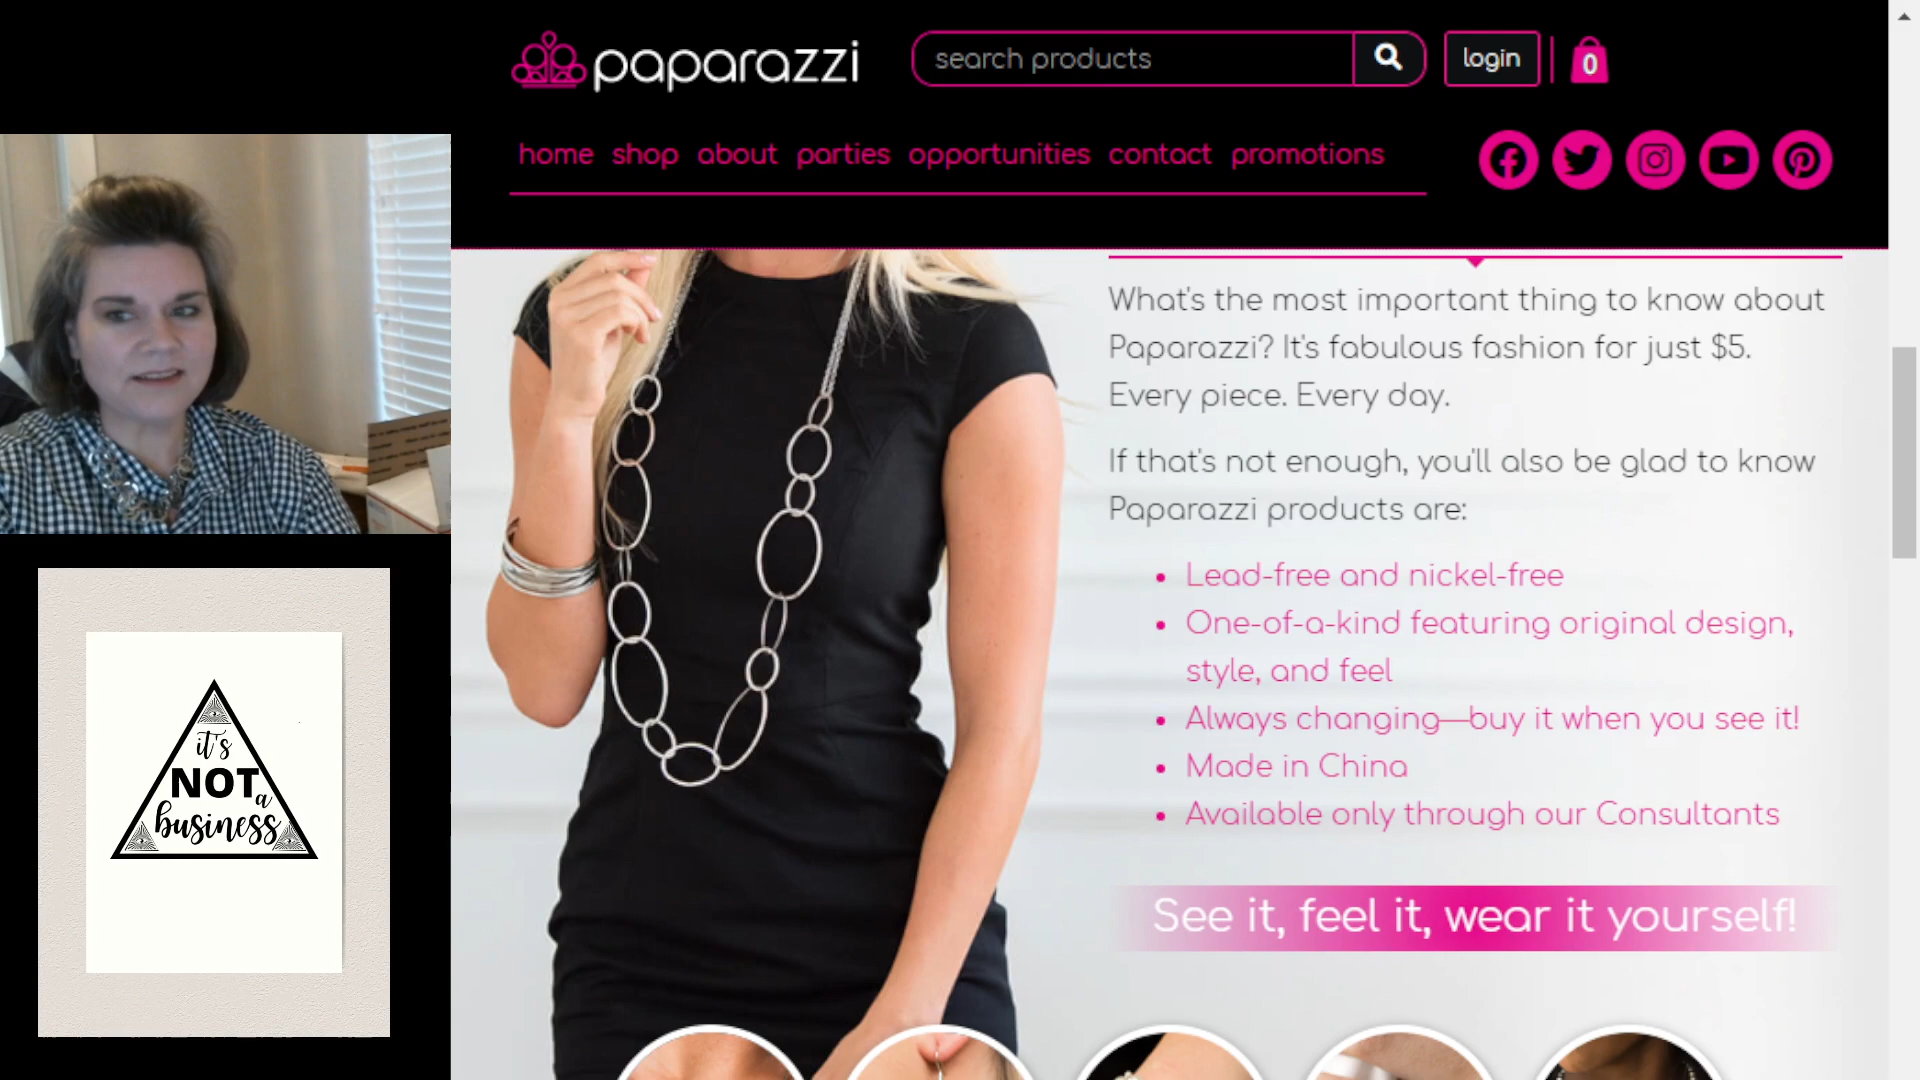 paparazzi
search products
login
0
home shop about parties opportunities contact promotions
What's the most important thing to know about
Paparazzi? It's fabulous fashion for just $5.
Every piece. Every day.
If that's not enough, you'll also be glad to know
Paparazzi products are:
Lead-free and nickel-free
One-of-a-kind featuring original design,
style, and feel
Always changing—buy it when you see it!
Made in China
Available only through our Consultants
See it, feel it, wear it yourself!
it's
NOT a
business